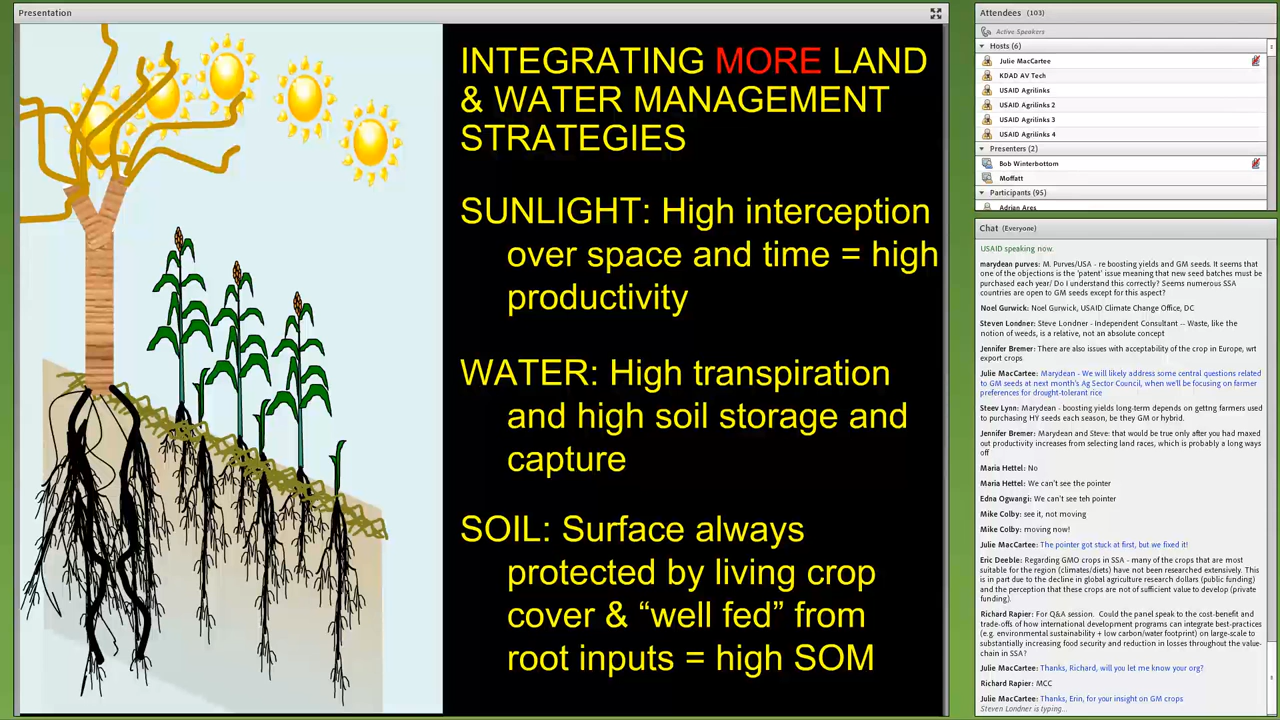 Presentation
INTEGRATING MORE LAND
& WATER MANAGEMENT
STRATEGIES
SUNLIGHT: High interception
over space and time = high
productivity
WATER: High transpiration
and high soil storage and
capture
SOIL: Surface always
protected by living crop
cover & “well fed” from
root inputs = high SOM
Attendees (103)
Active Speakers
Hosts (6)
Julie MacCartee
KDAD AV Tech
USAID Agrilinks
USAID Agrilinks 2
USAID Agrilinks 3
USAID Agrilinks 4
Presenters (2)
Bob Winterbottom
Moffatt
Participants (95)
Adrian Ares
Chat (Everyone)
USAID speaking now.
marydean purves: M. Purves/USA - re boosting yields and GM seeds. It seems that
one of the objections is the 'patent' issue meaning that new seed batches must be
purchased each year/ Do I understand this correctly? Seems numerous SSA
countries are open to GM seeds except for this aspect?
Noel Gurwick: Noel Gurwick, USAID Climate Change Office, DC
Steven Londner: Steve Londner - Independent Consultant -- Waste, like the
notion of weeds, is a relative, not an absolute concept
Jennifer Bremer: There are also issues with acceptability of the crop in Europe, wrt
export crops
Julie MacCartee: Marydean - We will likely address some central questions related
to GM seeds at next month's Ag Sector Council, when we'll be focusing on farmer
preferences for drought-tolerant rice
Steev Lynn: Marydean - boosting yields long-term depends on gettng farmers used
to purchasing HY seeds each season, be they GM or hybrid.
Jennifer Bremer: Marydean and Steve: that would be true only after you had maxed
out productivity increases from selecting land races, which is probably a long ways
off
Maria Hettel: No
Maria Hettel: We can't see the pointer
Edna Ogwangi: We can't see teh pointer
Mike Colby: see it, not moving
Mike Colby: moving now!
Julie MacCartee: The pointer got stuck at first, but we fixed it!
Eric Deeble: Regarding GMO crops in SSA - many of the crops that are most
suitable for the region (climates/diets) have not been researched extensively. This
is in part due to the decline in global agriculture research dollars (public funding)
and the perception that these crops are not of sufficient value to develop (private
funding).
Richard Rapier: For Q&A session. Could the panel speak to the cost-benefit and
trade-offs of how international development programs can integrate best-practices
(e.g. environmental sustainability + low carbon/water footprint) on large-scale to
substantially increasing food security and reduction in losses throughout the value-
chain in SSA?
Julie MacCartee: Thanks, Richard, will you let me know your org?
Richard Rapier: MCC
Julie MacCartee: Thanks, Erin, for your insight on GM crops
Steven Londner is typing...